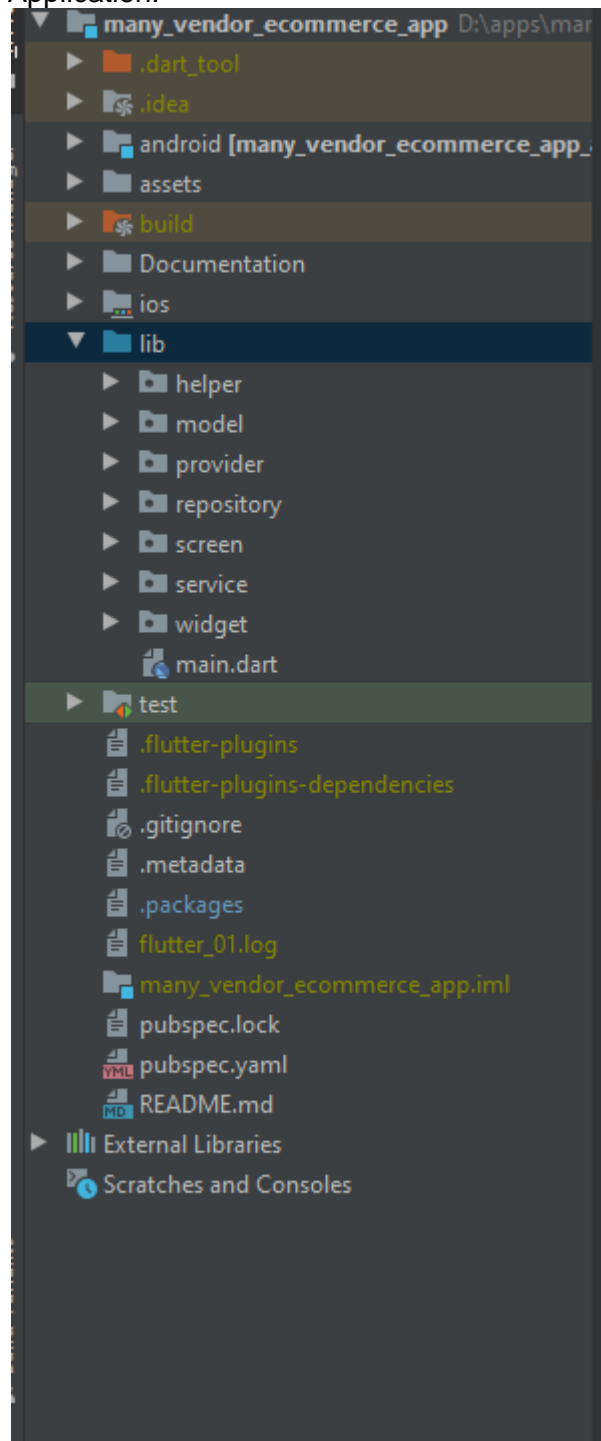 Application.
many_vendor_ecommerce_app D:\apps\mar
.dart_tool
.idea
android [many_vendor_ecommerce_app_
assets
build
Documentation
ios
lib
helper
model
provider
repository
screen
service
widget
main.dart
test
.flutter-plugins
.flutter-plugins-dependencies
.gitignore
.metadata
.packages
flutter_01.log
many_vendor_ecommerce_app.iml
pubspec.lock
YML pubspec.yaml
MD README.md
External Libraries
Scratches and Consoles